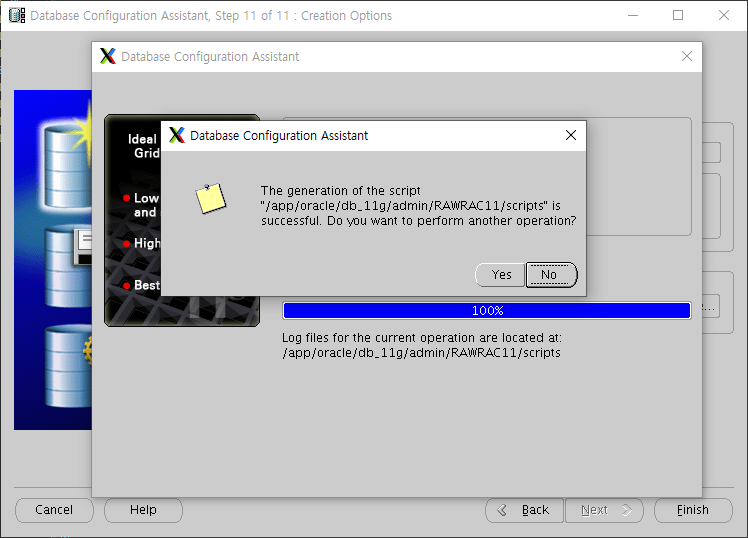 Database Configuration Assistant, Step 11 of 11 : Creation Options
Database Configuration Assistant
Ideal
Grid
Low
and
High
Best
Database Configuration Assistant
The generation of the script
"/app/oracle/db_11g/admin/RAWRAC11/scripts" is
successful. Do you want to perform another operation?
Yes
No
100%
Log files for the current operation are located at:
/app/oracle/db_11g/admin/RAWRAC11/scripts
Cancel
Help
Back
Next
Finish